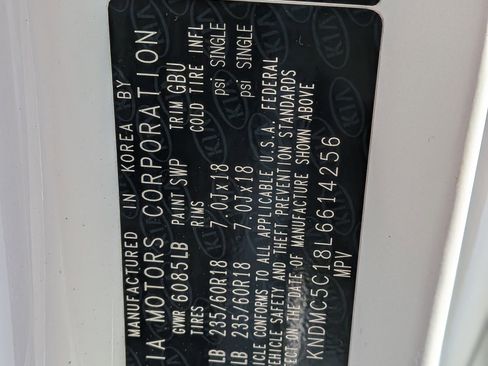 MANUFACTURED IN KOREA BY
IA MOTORS CORPORATION
GVWR 6085LB PAINT SWP TRIM GBU
TIRES RIMS COLD TIRE INFL
LB 235/60R18 7.0Jx18 psi SINGLE
LB 235/60R18 7.0Jx18 psi SINGLE
ICLE CONFORMS TO ALL APPLICABLE U.S.A. FEDERAL
VEHICLE SAFETY AND THEFT PREVENTION STANDARDS
ECT ON THE DATE OF MANUFACTURE SHOWN ABOVE
KNDMC5C18L6614256
MPV